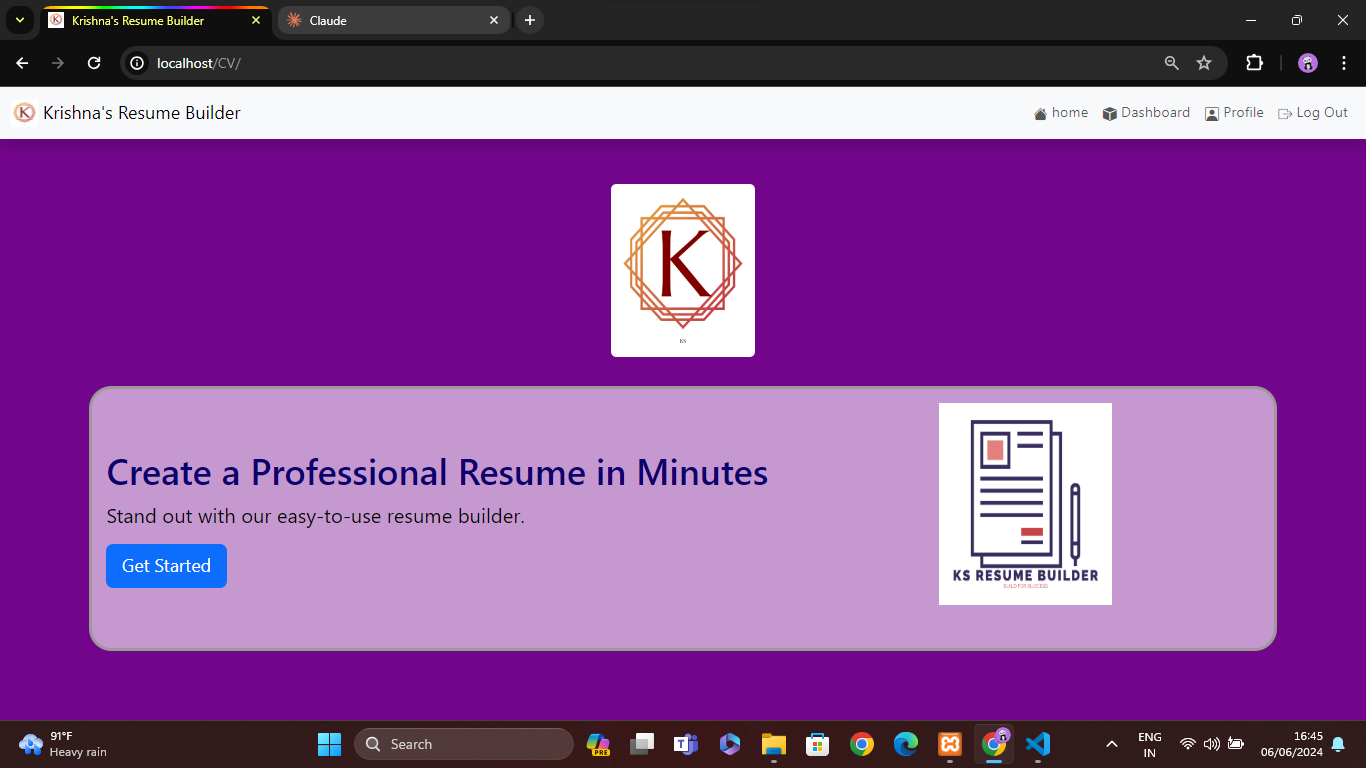 Krishna's Resume Builder
Claude
localhost/CV/
Krishna's Resume Builder
home
Dashboard
Profile
Log Out
K
KS
Create a Professional Resume in Minutes
Stand out with our easy-to-use resume builder.
Get Started
KS RESUME BUILDER
BUILD FOR SUCCESS
91°F
Heavy rain
Search
PRE
ENG
IN
16:45
06/06/2024